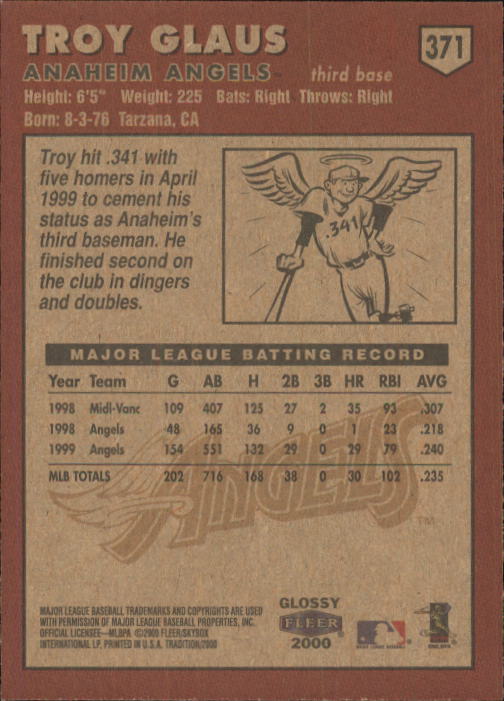 TROY GLAUS
371
ANAHEIM ANGELS third base
Height: 6'5" Weight: 225 Bats: Right Throws: Right
Born: 8-3-76 Tarzana, CA
Troy hit .341 with
five homers in April
1999 to cement his
status as Anaheim's
third baseman. He
finished second on
the club in dingers
and doubles.
.341
MAJOR LEAGUE BATTING RECORD
Year Team G AB H 2B 3B HR RBI AVG
1998 Midl-Vanc 109 407 125 27 2 35 93 .307
1998 Angels 48 165 36 9 0 1 23 .218
1999 Angels 154 551 132 29 0 29 79 .240
MLB TOTALS 202 716 168 38 0 30 102 .235
ANGELS
TM
MAJOR LEAGUE BASEBALL TRADEMARKS AND COPYRIGHTS ARE USED
WITH PERMISSION OF MAJOR LEAGUE BASEBALL PROPERTIES, INC.
OFFICIAL LICENSEE—MLBPA ©2000 FLEER/SKYBOX
INTERNATIONAL LP, PRINTED IN U.S.A. TRADITION/2000
GLOSSY
FLEER
2000